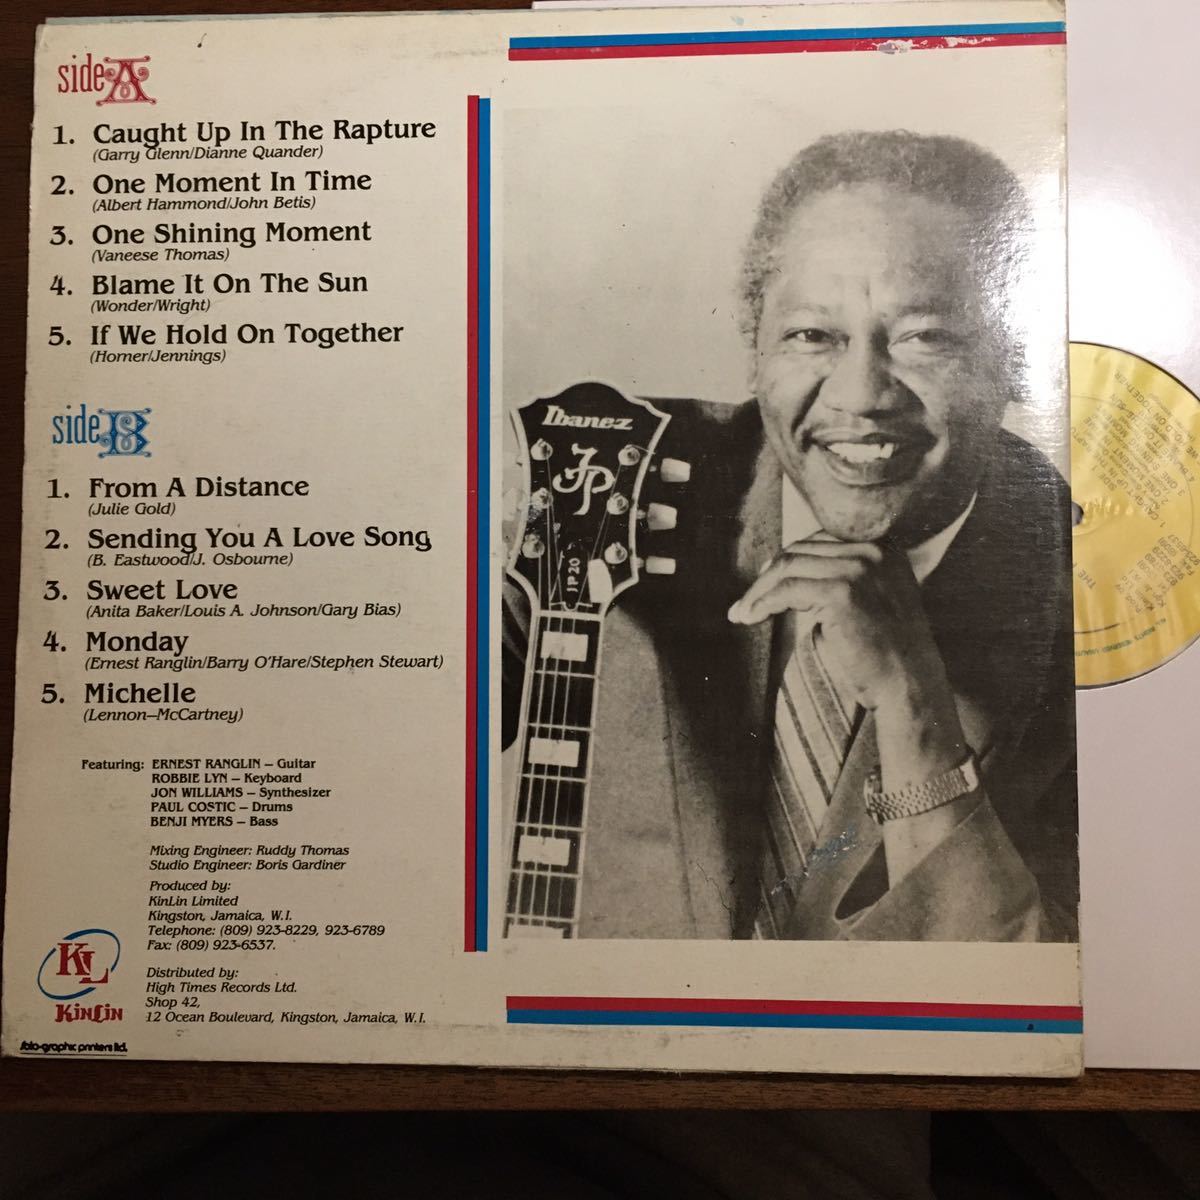 side A
1. Caught Up In The Rapture
(Garry Glenn/Dianne Quander)
2. One Moment In Time
(Albert Hammond/John Betis)
3. One Shining Moment
(Vaneese Thomas)
4. Blame It On The Sun
(Wonder/Wright)
5. If We Hold On Together
(Horner/Jennings)
side B
1. From A Distance
(Julie Gold)
2. Sending You A Love Song
(B. Eastwood/J. Osbourne)
3. Sweet Love
(Anita Baker/Louis A. Johnson/Gary Bias)
4. Monday
(Ernest Ranglin/Barry O'Hare/Stephen Stewart)
5. Michelle
(Lennon–McCartney)
Featuring: ERNEST RANGLIN – Guitar
ROBBIE LYN – Keyboard
JON WILLIAMS – Synthesizer
PAUL COSTIC – Drums
BENJI MYERS – Bass
Mixing Engineer: Ruddy Thomas
Studio Engineer: Boris Gardiner
Produced by:
KinLin Limited
Kingston, Jamaica, W.I.
Telephone: (809) 923-8229, 923-6789
Fax: (809) 923-6537.
Distributed by:
High Times Records Ltd.
Shop 42,
12 Ocean Boulevard, Kingston, Jamaica, W.I.
KL
KINLIN
Solo-graphic printers ltd.
Ibanez
JP
JP 20